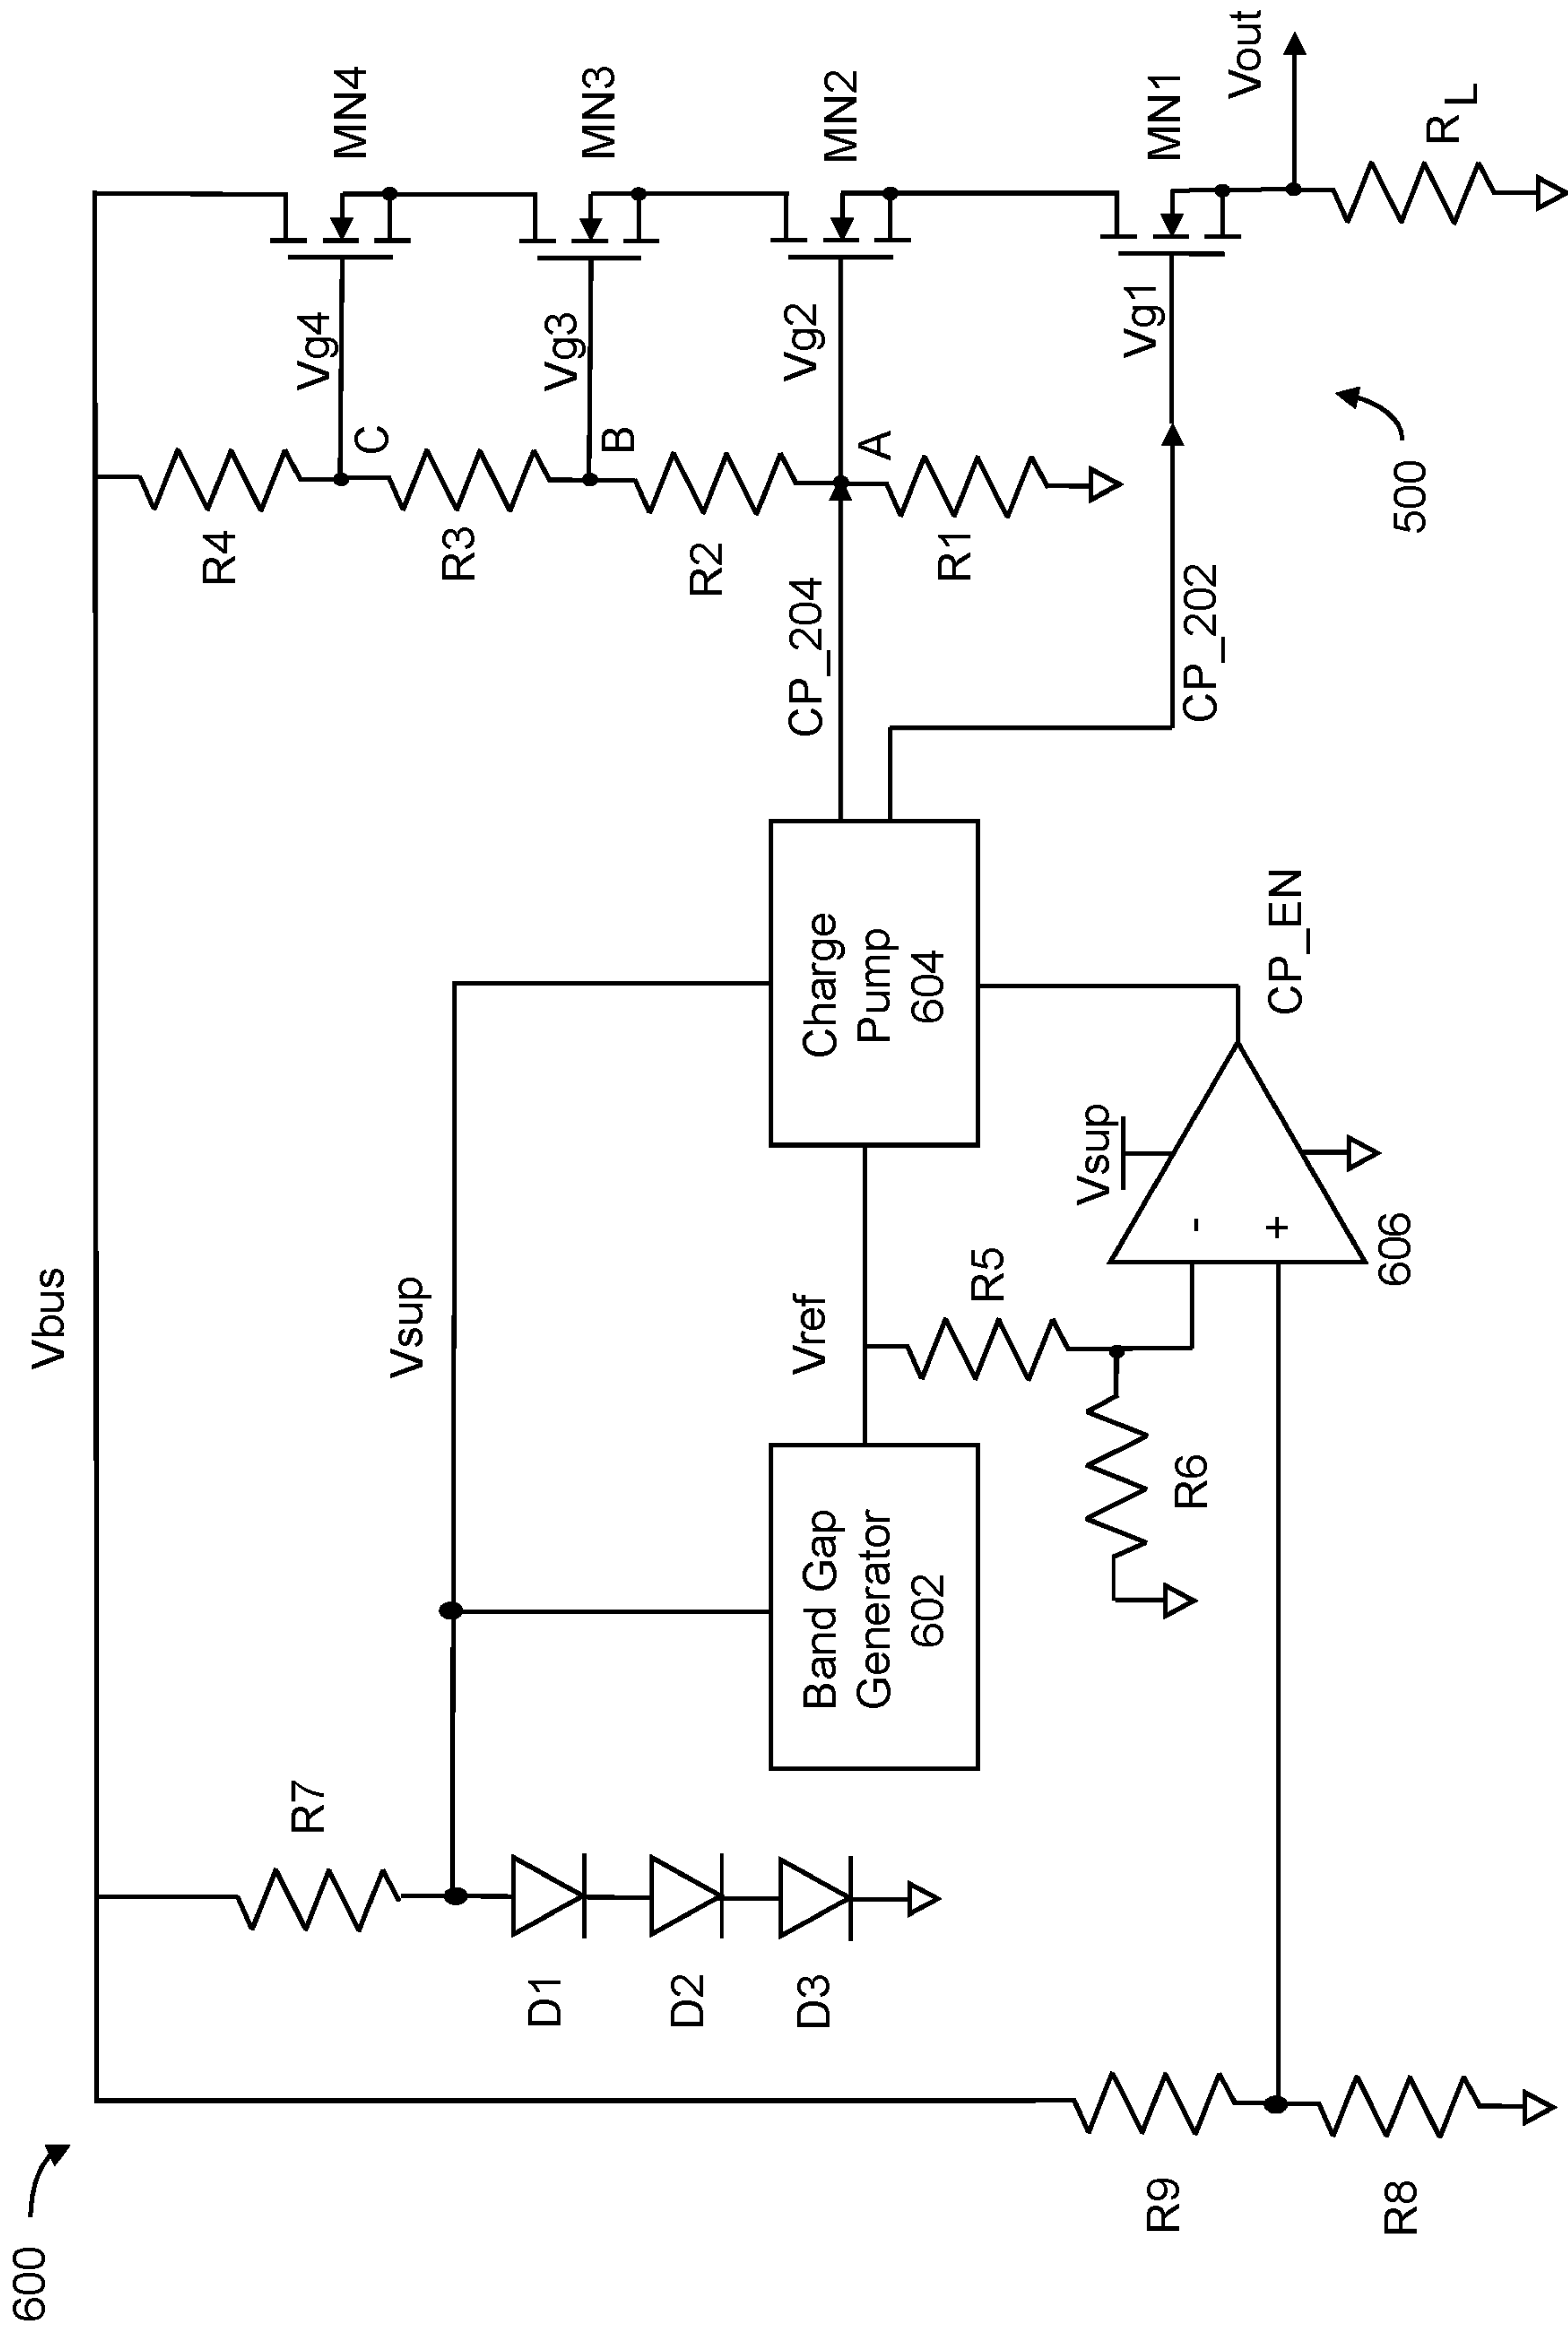 600
Vbus
R7
Vsup
D1
D2
D3
Band Gap
Generator
602
Vref
Charge
Pump
604
R5
R6
Vsup
-
+
606
CP_EN
R9
R8
CP_204
CP_202
R4
R3
R2
R1
C
B
A
Vg4
Vg3
Vg2
Vg1
MN4
MN3
MN2
MN1
Vout
RL
500